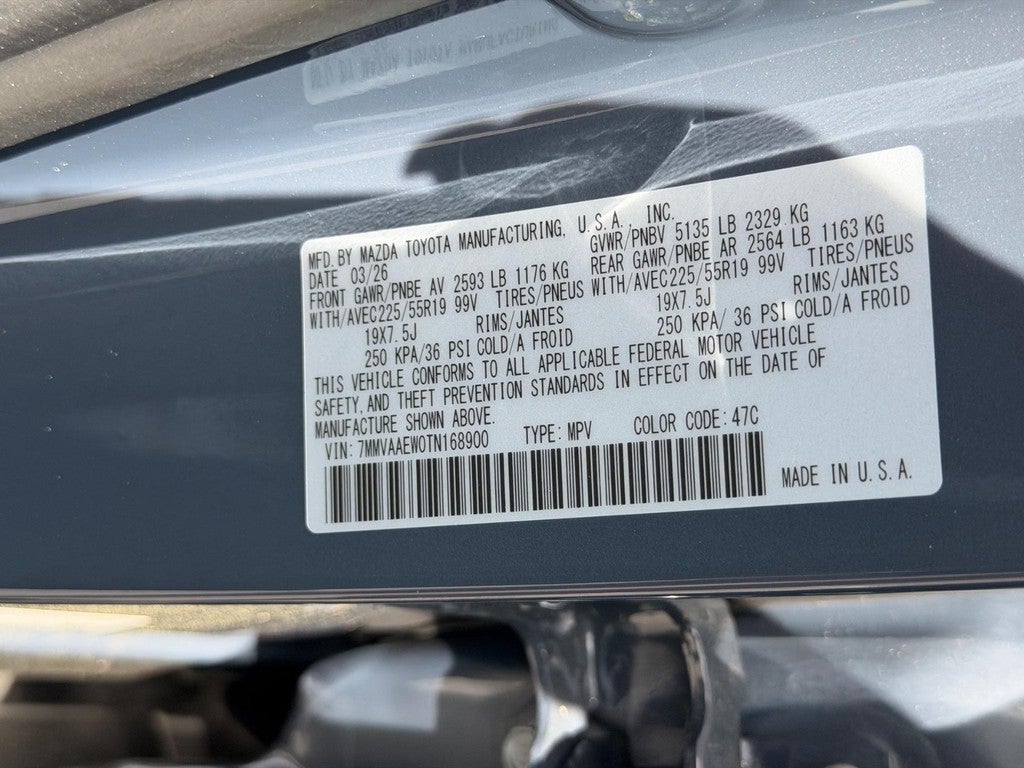 MFD. BY MAZDA TOYOTA MANUFACTURING, U.S.A., INC.
DATE 03/26 GVWR/PNBV 5135 LB 2329 KG
FRONT GAWR/PNBE AV 2593 LB 1176 KG REAR GAWR/PNBE AR 2564 LB 1163 KG
WITH/AVEC225/55R19 99V TIRES/PNEUS WITH/AVEC225/55R19 99V TIRES/PNEUS
19X7.5J RIMS/JANTES 19X7.5J RIMS/JANTES
250 KPA/36 PSI COLD/A FROID 250 KPA/ 36 PSI COLD/A FROID
THIS VEHICLE CONFORMS TO ALL APPLICABLE FEDERAL MOTOR VEHICLE
SAFETY, AND THEFT PREVENTION STANDARDS IN EFFECT ON THE DATE OF
MANUFACTURE SHOWN ABOVE.
VIN: 7MMVAAEW0TN168900 TYPE: MPV COLOR CODE: 47C
MADE IN U.S.A.